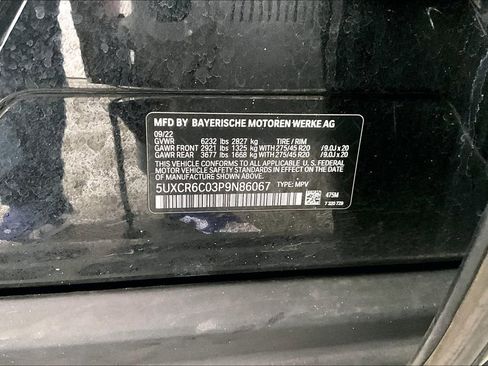 MFD BY BAYERISCHE MOTOREN WERKE AG
09/22
GVWR 6232 lbs 2827 kg TIRE / RIM
GAWR FRONT 2921 lbs 1325 kg WITH 275/45 R20 /9.0J x 20
GAWR REAR 3677 lbs 1668 kg WITH 275/45 R20 /9.0J x 20
THIS VEHICLE CONFORMS TO ALL APPLICABLE U. S. FEDERAL
MOTOR VEHICLE SAFETY STANDARDS IN EFFECT
ON THE DATE OF MANUFACTURE SHOWN ABOVE.
5UXCR6C03P9N86067 TYPE: MPV
475M
7 320 729